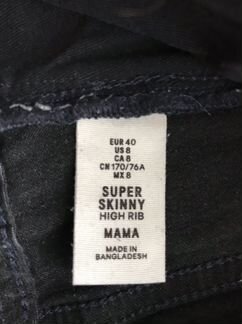 EUR 40
US 8
CA 8
CN 170/76A
MX 8
SUPER
SKINNY
HIGH RIB
MAMA
MADE IN
BANGLADESH